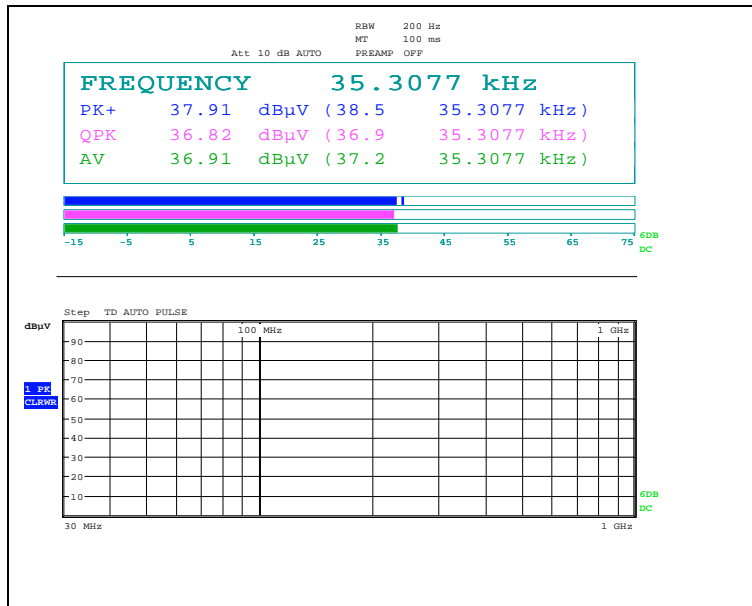 RBW 200 Hz
MT 100 ms
Att 10 dB AUTO PREAMP OFF
FREQUENCY 35.3077 kHz
PK+ 37.91 dBµV (38.5 35.3077 kHz)
QPK 36.82 dBµV (36.9 35.3077 kHz)
AV 36.91 dBµV (37.2 35.3077 kHz)
-15 -5 5 15 25 35 45 55 65 75
6DB
DC
Step TD AUTO PULSE
dBµV
100 MHz 1 GHz
90
80
70
1 PK
CLRWR
60
50
40
30
20
10
6DB
DC
30 MHz 1 GHz